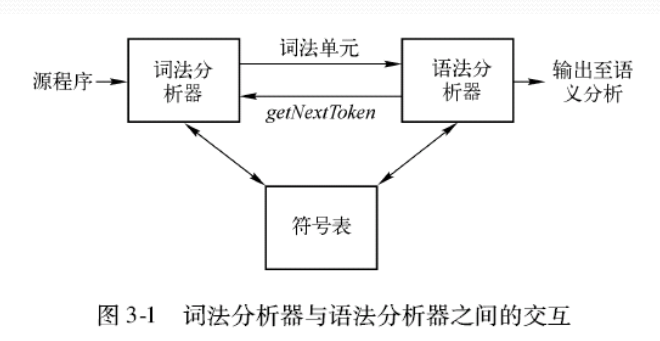 词法单元
源程序
词法分
析器
语法分
析器
输出至语
义分析
getNextToken
符号表
图 3-1 词法分析器与语法分析器之间的交互